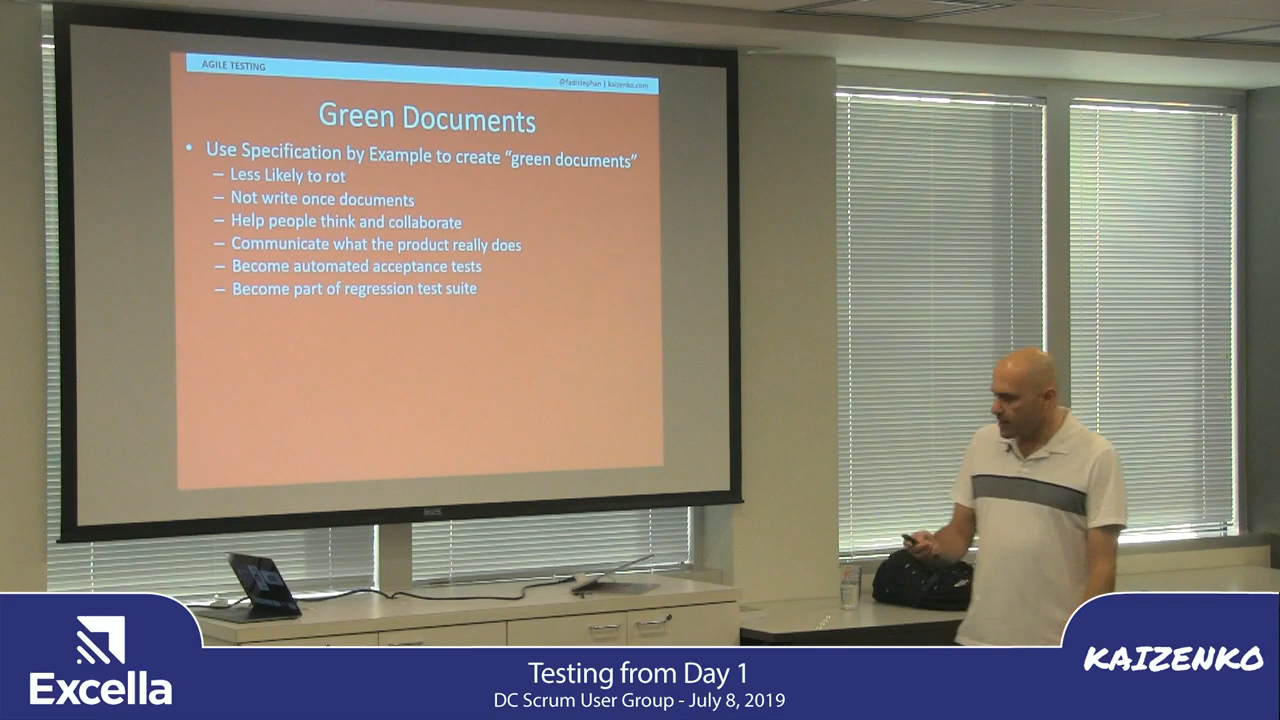 AGILE TESTING
@fadistephan | kaizenko.com
Green Documents
• Use Specification by Example to create “green documents”
– Less Likely to rot
– Not write once documents
– Help people think and collaborate
– Communicate what the product really does
– Become automated acceptance tests
– Become part of regression test suite
Excella
Testing from Day 1
DC Scrum User Group - July 8, 2019
KAIZENKO